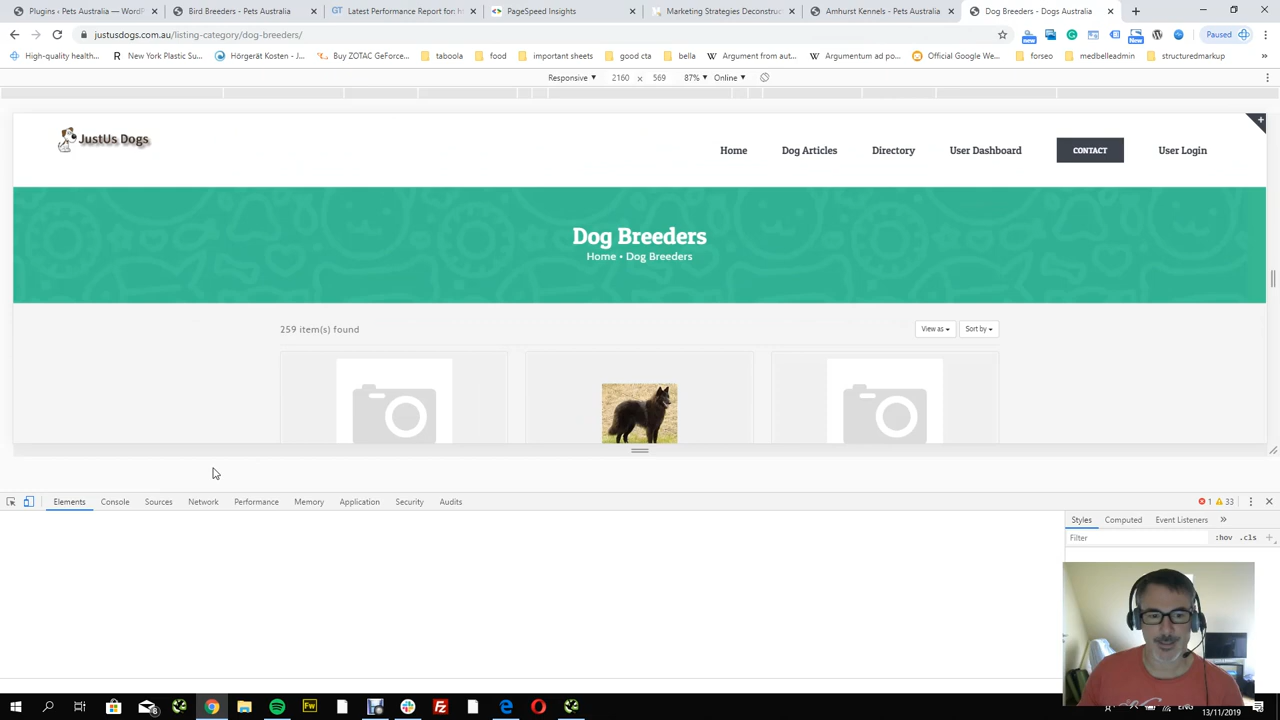 Plugins ‹ Pets Australia — WordP
Bird Breeders - Pets Australia
Latest Performance Report for: h
PageSpeed Insights
Marketing Strategies Deconstruc
Amhurst Kennels - Pets Australia
Dog Breeders - Dogs Australia
justusdogs.com.au/listing-category/dog-breeders/
Paused
High-quality health...
New York Plastic Su...
Hörgerät Kosten - J...
Buy ZOTAC GeForce...
taboola
food
important sheets
good cta
bella
Argument from aut...
Argumentum ad po...
Official Google We...
forseo
medbelleadmin
structuredmarkup
Responsive
2160 x 569
87%
Online
JustUs Dogs
Home
Dog Articles
Directory
User Dashboard
CONTACT
User Login
Dog Breeders
Home • Dog Breeders
259 item(s) found
View as
Sort by
Elements
Console
Sources
Network
Performance
Memory
Application
Security
Audits
1
33
Styles
Computed
Event Listeners
Filter
:hov
.cls
ENG
13/11/2019